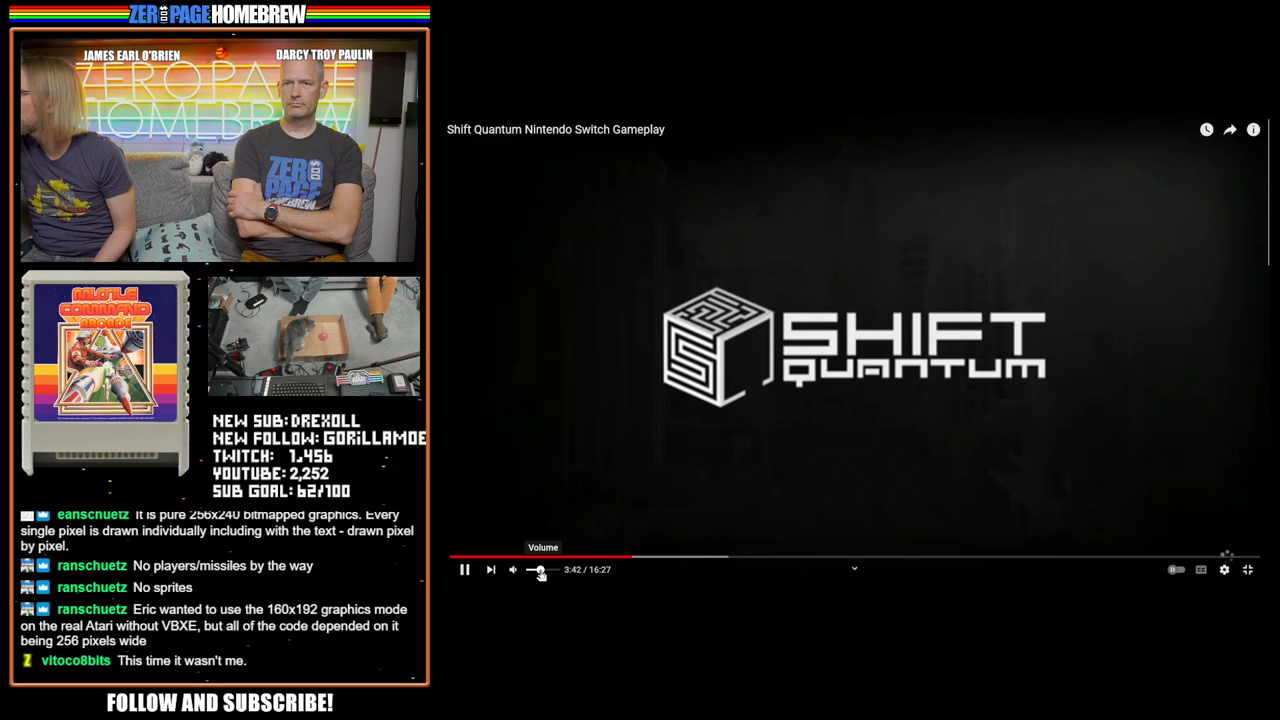 ZEROPAGE HOMEBREW
JAMES EARL O'BRIEN
DARCY TROY PAULIN
ZEROPAGE
HOMEBREW
ZERO
PAGE
MISSILE
COMMAND
ARCADE
NEW SUB: DREXOLL
NEW FOLLOW: GORILLAMOE
TWITCH: 1,456
YOUTUBE: 2,252
SUB GOAL: 62/100
eanschuetz It is pure 256x240 bitmapped graphics. Every
single pixel is drawn individually including with the text - drawn pixel
by pixel.
ranschuetz No players/missiles by the way
ranschuetz No sprites
ranschuetz Eric wanted to use the 160x192 graphics mode
on the real Atari without VBXE, but all of the code depended on it
being 256 pixels wide
vitoco8bits This time it wasn't me.
FOLLOW AND SUBSCRIBE!
Shift Quantum Nintendo Switch Gameplay
SHIFT
QUANTUM
Volume
3:42 / 16:27